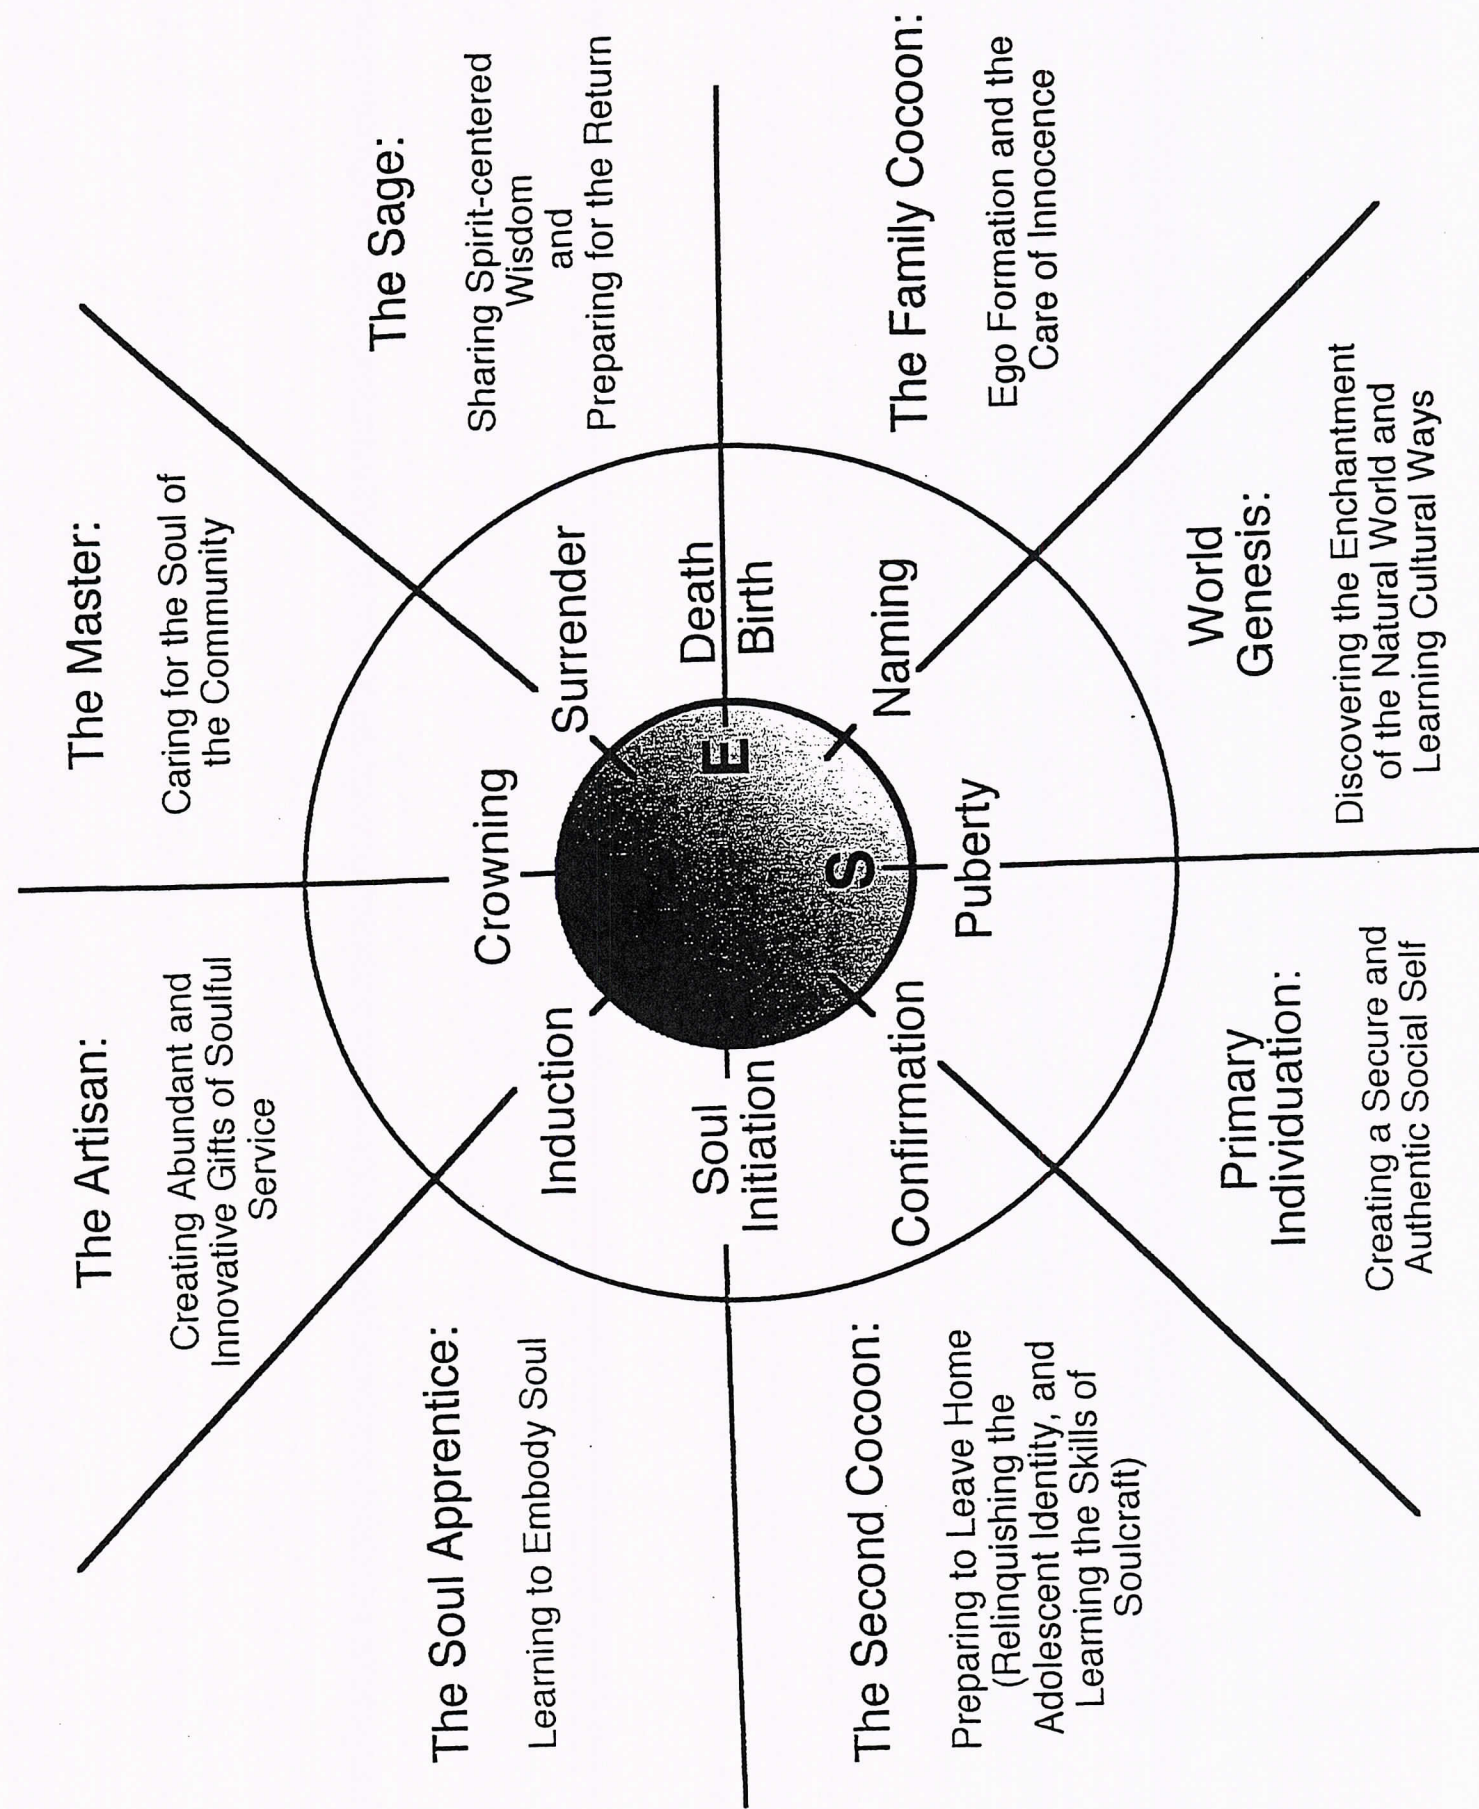 The Master:
Caring for the Soul of
the Community
The Sage:
Sharing Spirit-centered
Wisdom
and
Preparing for the Return
The Family Cocoon:
Ego Formation and the
Care of Innocence
World
Genesis:
Discovering the Enchantment
of the Natural World and
Learning Cultural Ways
Primary
Individuation:
Creating a Secure and
Authentic Social Self
The Second Cocoon:
Preparing to Leave Home
(Relinquishing the
Adolescent Identity, and
Learning the Skills of
Soulcraft)
The Soul Apprentice:
Learning to Embody Soul
The Artisan:
Creating Abundant and
Innovative Gifts of Soulful
Service
Crowning
Surrender
Death
Birth
Naming
Puberty
Confirmation
Soul
Initiation
Induction
E
S